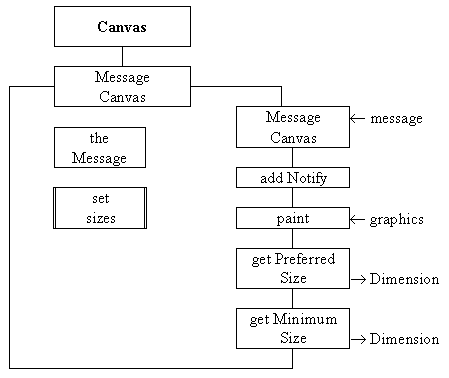 Canvas
Message
Canvas
the
Message
set
sizes
Message
Canvas
← message
add Notify
paint
← graphics
get Preferred
Size
→ Dimension
get Minimum
Size
→ Dimension